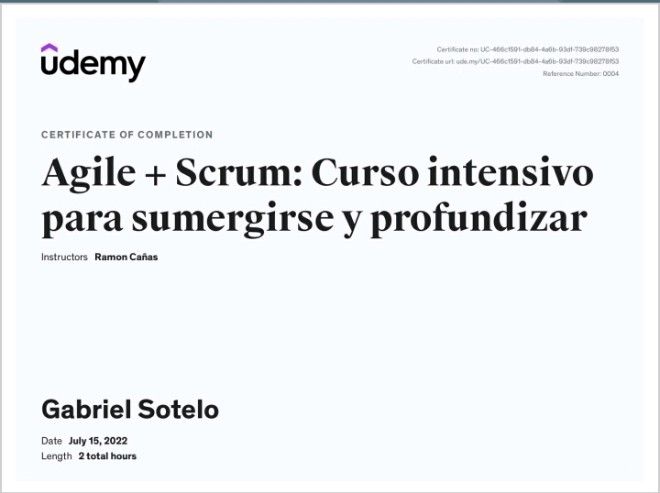 udemy
Certificate no: UC-466c1591-db84-4a6b-93df-739c98278f53
Certificate url: ude.my/UC-466c1591-db84-4a6b-93df-739c98278f53
Reference Number: 0004
CERTIFICATE OF COMPLETION
Agile + Scrum: Curso intensivo
para sumergirse y profundizar
Instructors Ramon Cañas
Gabriel Sotelo
Date July 15, 2022
Length 2 total hours